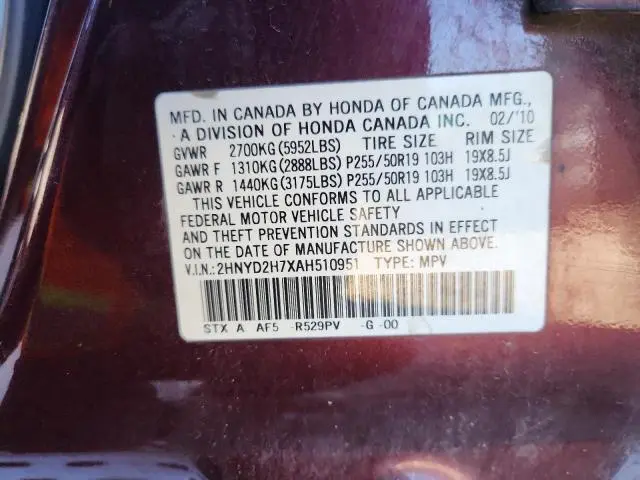 MFD. IN CANADA BY HONDA OF CANADA MFG.,
A DIVISION OF HONDA CANADA INC. 02/'10
GVWR 2700KG(5952LBS) TIRE SIZE RIM SIZE
GAWR F 1310KG(2888LBS) P255/50R19 103H 19X8.5J
GAWR R 1440KG(3175LBS) P255/50R19 103H 19X8.5J
THIS VEHICLE CONFORMS TO ALL APPLICABLE
FEDERAL MOTOR VEHICLE SAFETY
AND THEFT PREVENTION STANDARDS IN EFFECT
ON THE DATE OF MANUFACTURE SHOWN ABOVE.
V.I.N.: 2HNYD2H7XAH510951 TYPE: MPV
STX A AF5 -R529PV -G -00